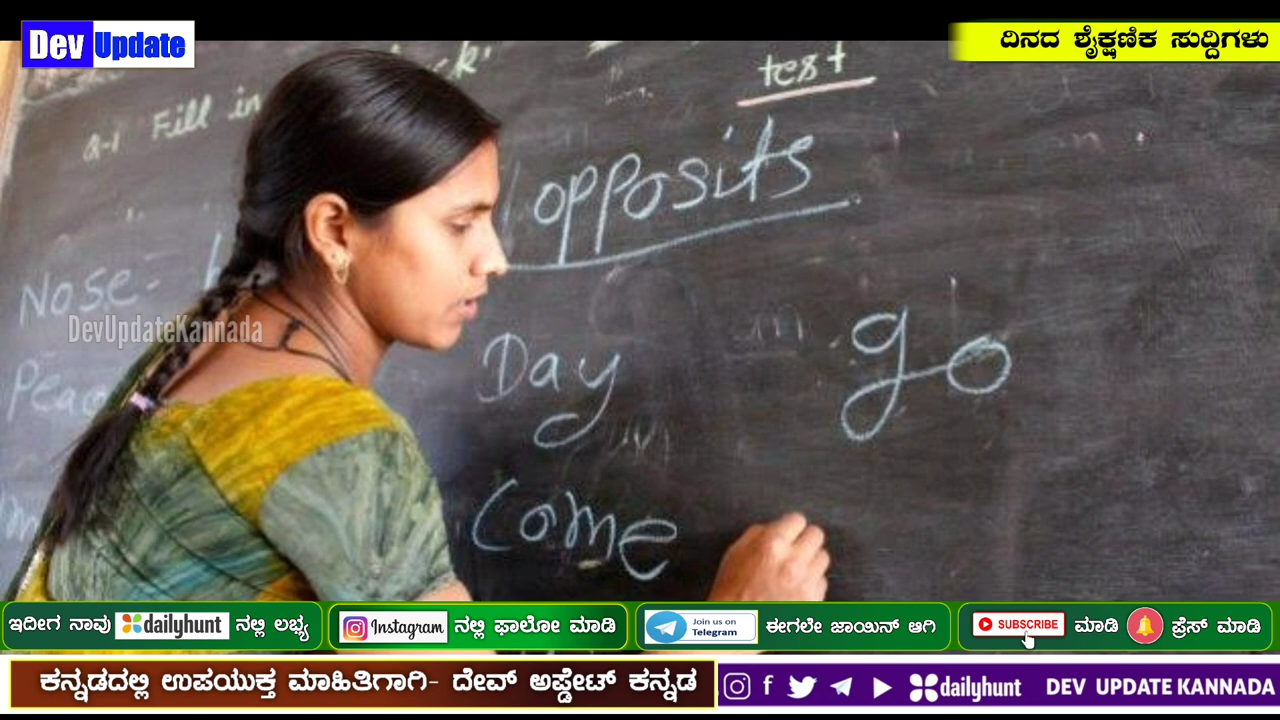 Dev Update
ದಿನದ ಶೈಕ್ಷಣಿಕ ಸುದ್ದಿಗಳು
test
Q-1 Fill in
opposits
Nose =
DevUpdateKannada
Day
go
Come
ಇದೀಗ ನಾವು dailyhunt ನಲ್ಲಿ ಲಭ್ಯ
Instagram ನಲ್ಲಿ ಫಾಲೋ ಮಾಡಿ
Join us on
Telegram
ಈಗಲೇ ಜಾಯಿನ್ ಆಗಿ
SUBSCRIBE ಮಾಡಿ ಪ್ರೆಸ್ ಮಾಡಿ
ಕನ್ನಡದಲ್ಲಿ ಉಪಯುಕ್ತ ಮಾಹಿತಿಗಾಗಿ- ದೇವ್ ಅಪ್ಡೇಟ್ ಕನ್ನಡ
dailyhunt DEV UPDATE KANNADA